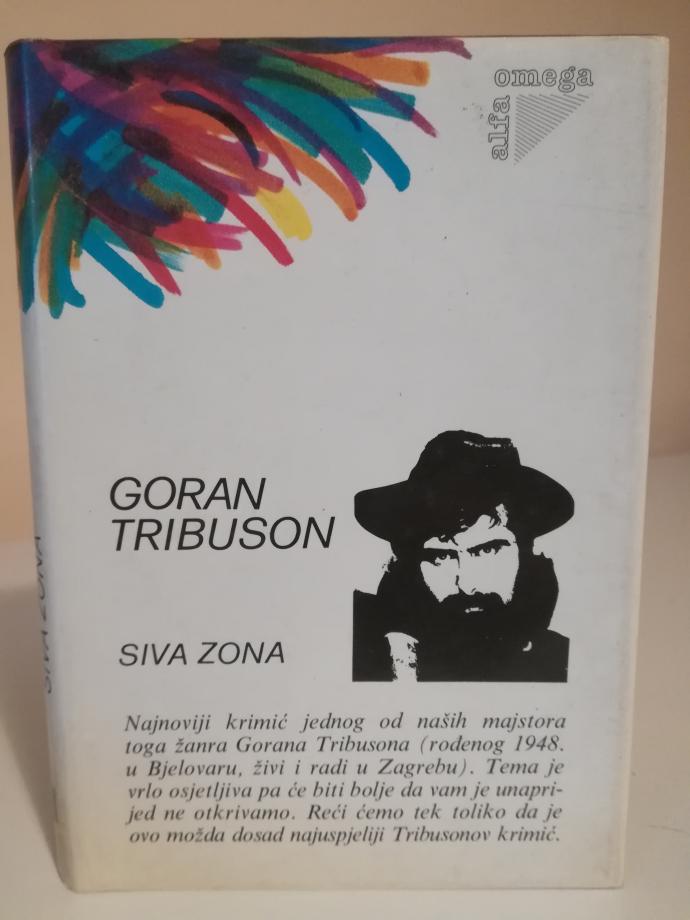 omega
alfa
GORAN
TRIBUSON
SIVA ZONA
SIVA ZONA
Najnoviji krimić jednog od naših majstora
toga žanra Gorana Tribusona (rođenog 1948.
u Bjelovaru, živi i radi u Zagrebu). Tema je
vrlo osjetljiva pa će biti bolje da vam je unapri-
jed ne otkrivamo. Reći ćemo tek toliko da je
ovo možda dosad najuspjeliji Tribusonov krimić.